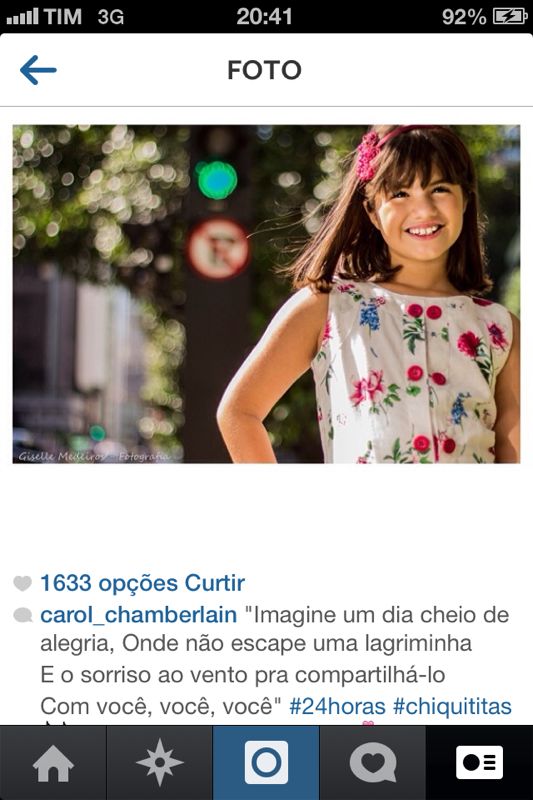 TIM 3G 20:41 92%
FOTO
Giselle Medeiros - Fotografia
1633 opções Curtir
carol_chamberlain "Imagine um dia cheio de
alegria, Onde não escape uma lagriminha
E o sorriso ao vento pra compartilhá-lo
Com você, você, você" #24horas #chiquititas